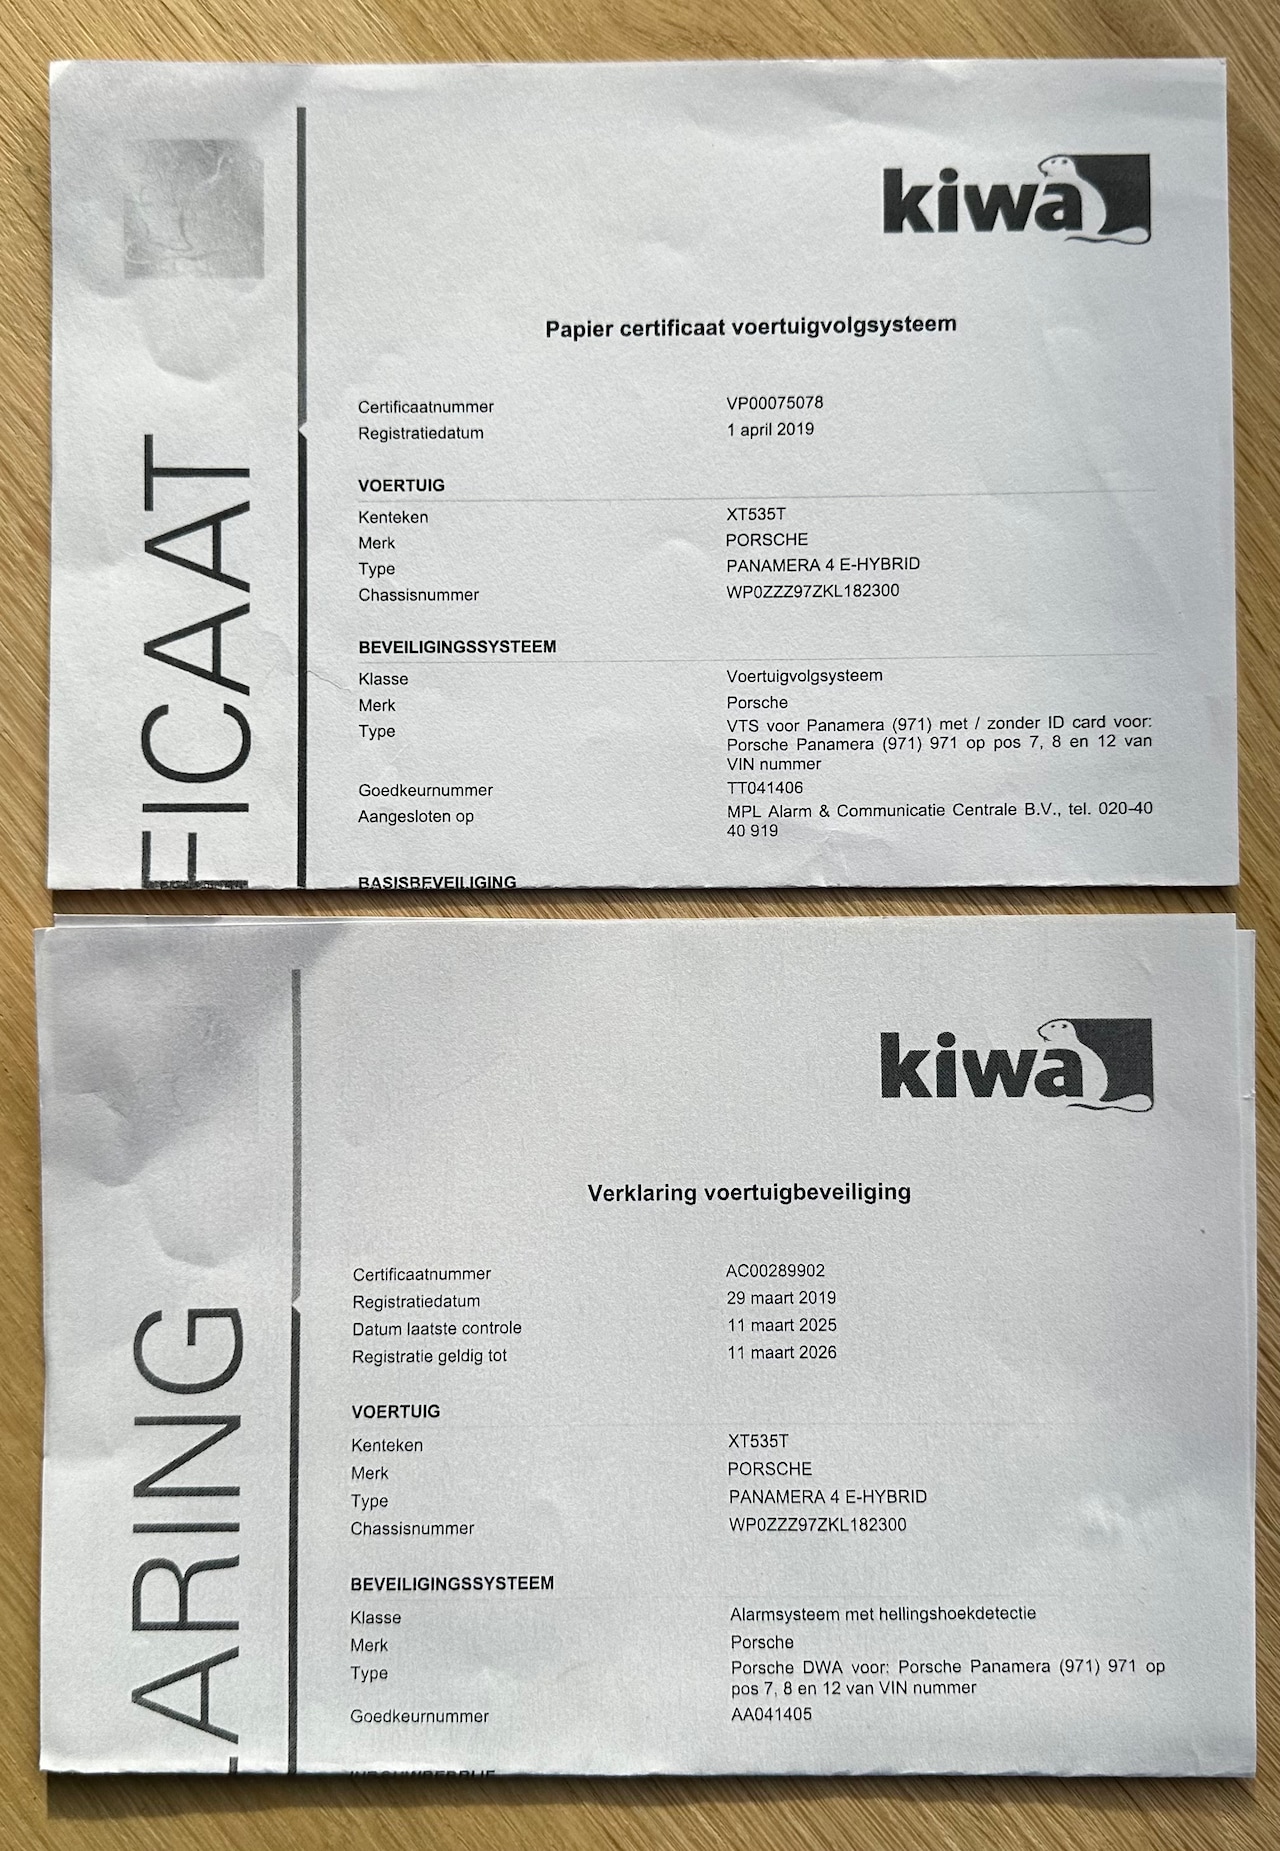 kiwa
FICAAT
Papier certificaat voertuigvolgsysteem
Certificaatnummer VP00075078
Registratiedatum 1 april 2019
VOERTUIG
Kenteken XT535T
Merk PORSCHE
Type PANAMERA 4 E-HYBRID
Chassisnummer WP0ZZZ97ZKL182300
BEVEILIGINGSSYSTEEM
Klasse Voertuigvolgsysteem
Merk Porsche
Type VTS voor Panamera (971) met / zonder ID card voor:
Porsche Panamera (971) 971 op pos 7, 8 en 12 van
VIN nummer
Goedkeurnummer TT041406
Aangesloten op MPL Alarm & Communicatie Centrale B.V., tel. 020-40
40 919
BASISBEVEILIGING
kiwa
LARING
Verklaring voertuigbeveiliging
Certificaatnummer AC00289902
Registratiedatum 29 maart 2019
Datum laatste controle 11 maart 2025
Registratie geldig tot 11 maart 2026
VOERTUIG
Kenteken XT535T
Merk PORSCHE
Type PANAMERA 4 E-HYBRID
Chassisnummer WP0ZZZ97ZKL182300
BEVEILIGINGSSYSTEEM
Klasse Alarmsysteem met hellingshoekdetectie
Merk Porsche
Type Porsche DWA voor: Porsche Panamera (971) 971 op
pos 7, 8 en 12 van VIN nummer
Goedkeurnummer AA041405